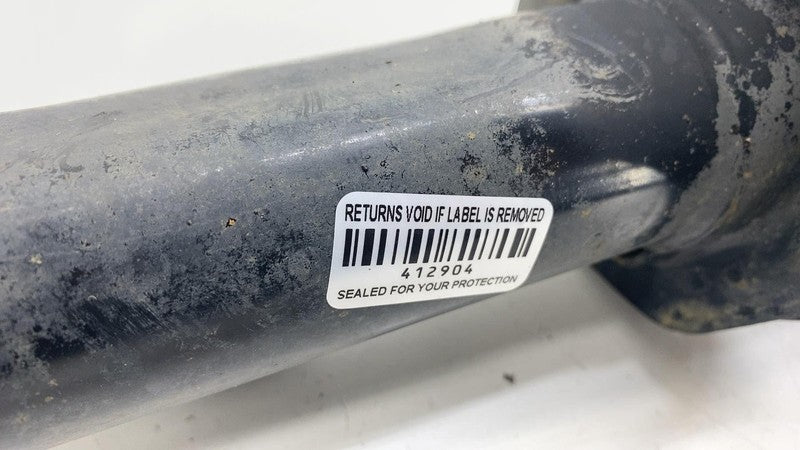 RETURNS VOID IF LABEL IS REMOVED
412904
SEALED FOR YOUR PROTECTION